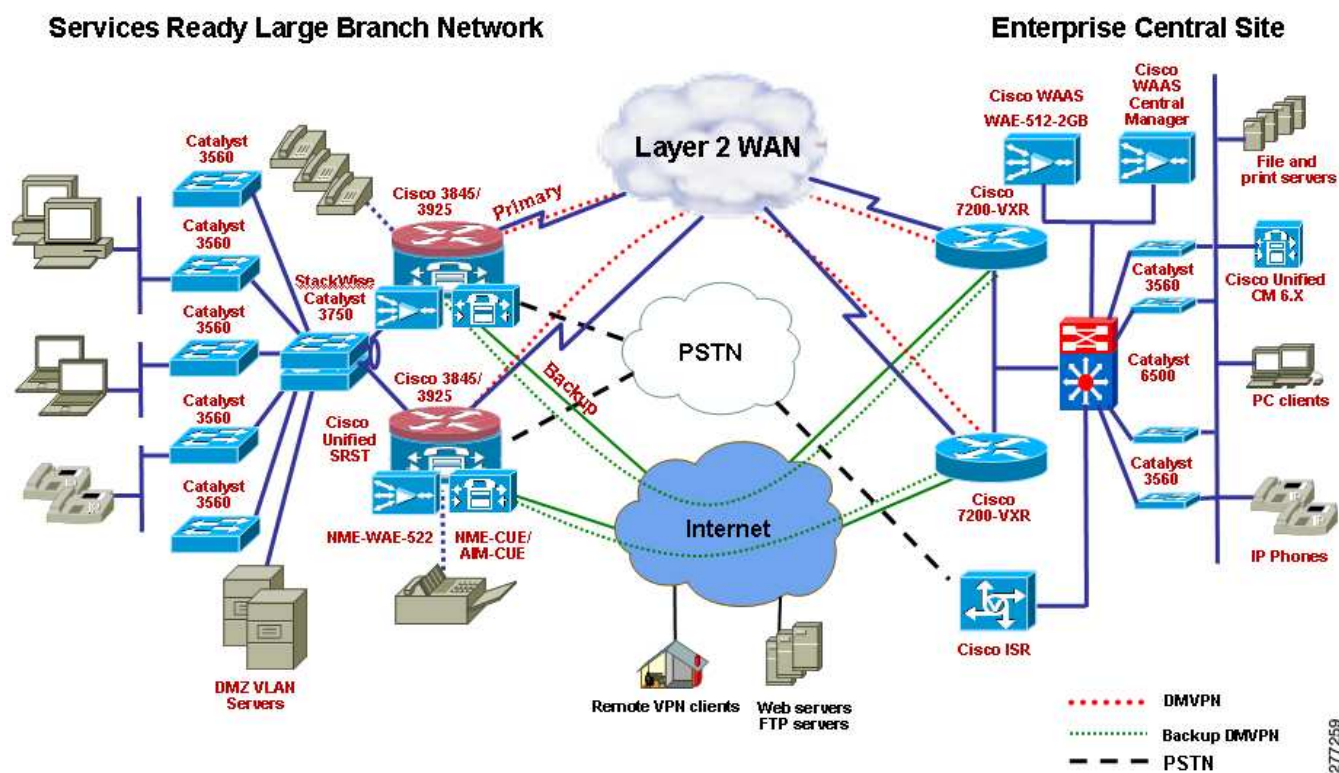 Services Ready Large Branch Network
Enterprise Central Site
Catalyst
3560
Catalyst
3560
Catalyst
3560
Catalyst
3560
Catalyst
3560
StackWise
Catalyst
3750
Cisco 3845/
3925
Primary
Cisco 3845/
3925
Backup
Cisco
Unified
SRST
NME-WAE-522
NME-CUE/
AIM-CUE
DMZ VLAN
Servers
Layer 2 WAN
PSTN
Internet
Remote VPN clients
Web servers
FTP servers
Cisco WAAS
WAE-512-2GB
Cisco
WAAS
Central
Manager
Cisco
7200-VXR
Cisco
7200-VXR
Catalyst
3560
Catalyst
6500
Catalyst
3560
File and
print servers
Cisco Unified
CM 6.X
PC clients
IP
IP
IP Phones
V
Cisco ISR
DMVPN
Backup DMVPN
PSTN
277259